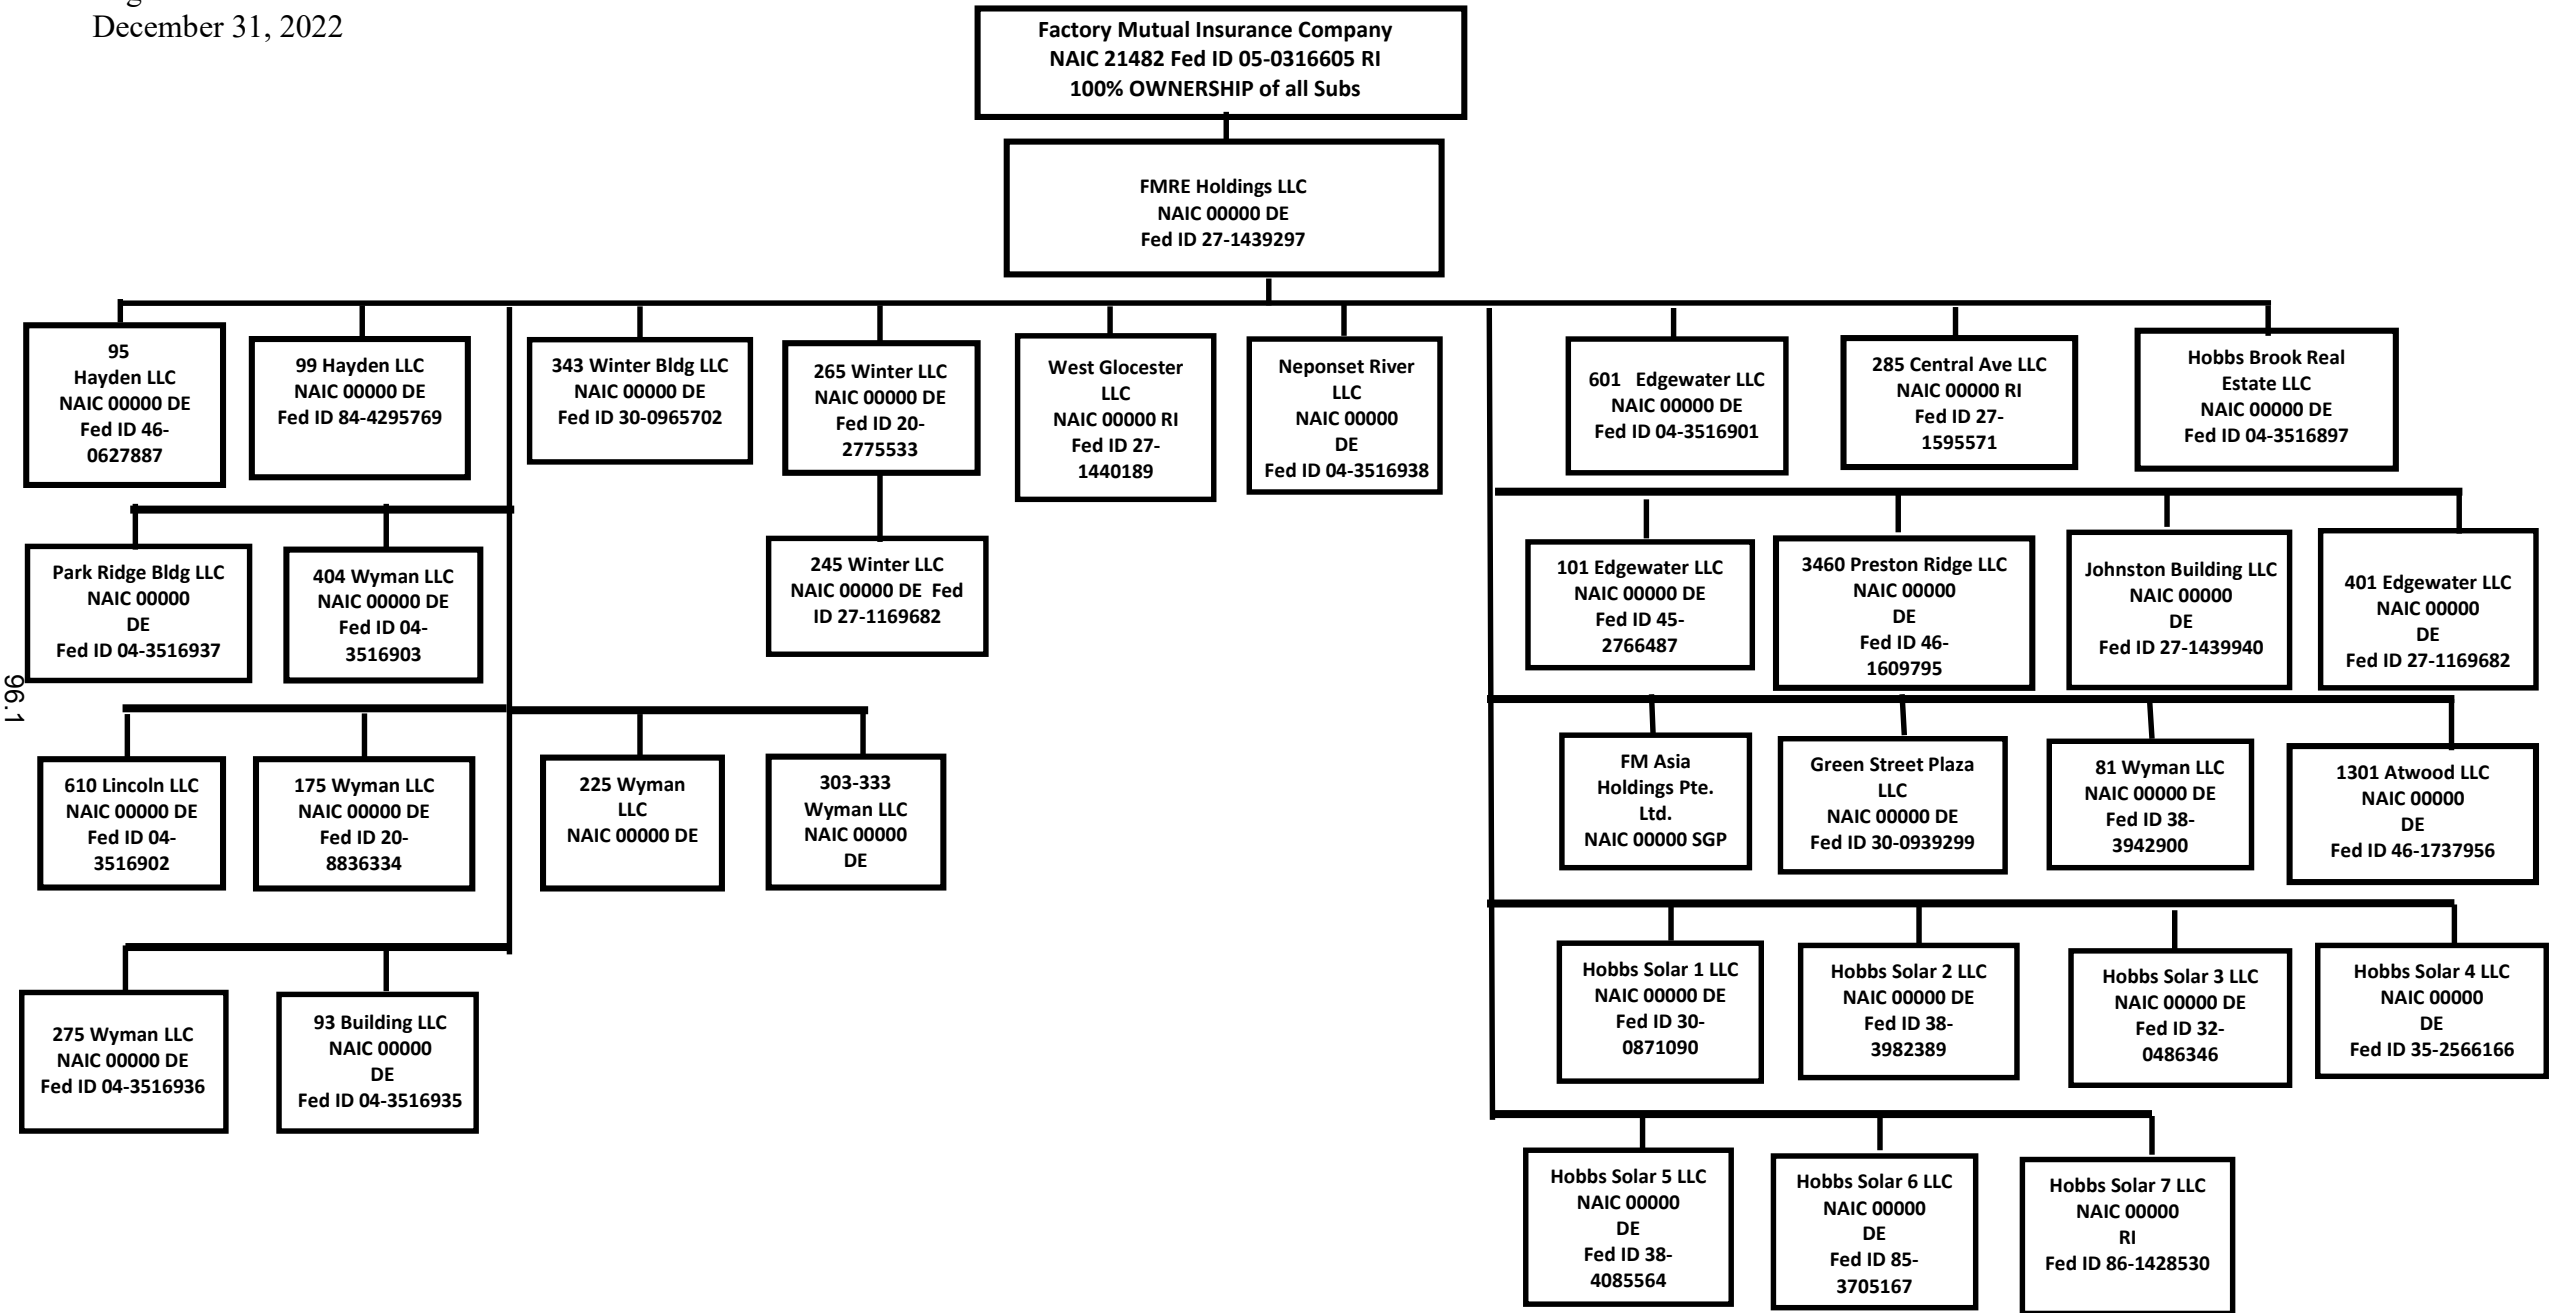 December 31, 2022
Factory Mutual Insurance Company
NAIC 21482 Fed ID 05-0316605 RI
100% OWNERSHIP of all Subs
FMRE Holdings LLC
NAIC 00000 DE
Fed ID 27-1439297
95
Hayden LLC
NAIC 00000 DE
Fed ID 46-
0627887
99 Hayden LLC
NAIC 00000 DE
Fed ID 84-4295769
343 Winter Bldg LLC
NAIC 00000 DE
Fed ID 30-0965702
265 Winter LLC
NAIC 00000 DE
Fed ID 20-
2775533
West Glocester
LLC
NAIC 00000 RI
Fed ID 27-
1440189
Neponset River
LLC
NAIC 00000
DE
Fed ID 04-3516938
601 Edgewater LLC
NAIC 00000 DE
Fed ID 04-3516901
285 Central Ave LLC
NAIC 00000 RI
Fed ID 27-
1595571
Hobbs Brook Real
Estate LLC
NAIC 00000 DE
Fed ID 04-3516897
Park Ridge Bldg LLC
NAIC 00000
DE
Fed ID 04-3516937
404 Wyman LLC
NAIC 00000 DE
Fed ID 04-
3516903
245 Winter LLC
NAIC 00000 DE Fed
ID 27-1169682
101 Edgewater LLC
NAIC 00000 DE
Fed ID 45-
2766487
3460 Preston Ridge LLC
NAIC 00000
DE
Fed ID 46-
1609795
Johnston Building LLC
NAIC 00000
DE
Fed ID 27-1439940
401 Edgewater LLC
NAIC 00000
DE
Fed ID 27-1169682
96.1
610 Lincoln LLC
NAIC 00000 DE
Fed ID 04-
3516902
175 Wyman LLC
NAIC 00000 DE
Fed ID 20-
8836334
225 Wyman
LLC
NAIC 00000 DE
303-333
Wyman LLC
NAIC 00000
DE
FM Asia
Holdings Pte.
Ltd.
NAIC 00000 SGP
Green Street Plaza
LLC
NAIC 00000 DE
Fed ID 30-0939299
81 Wyman LLC
NAIC 00000 DE
Fed ID 38-
3942900
1301 Atwood LLC
NAIC 00000
DE
Fed ID 46-1737956
275 Wyman LLC
NAIC 00000 DE
Fed ID 04-3516936
93 Building LLC
NAIC 00000
DE
Fed ID 04-3516935
Hobbs Solar 1 LLC
NAIC 00000 DE
Fed ID 30-
0871090
Hobbs Solar 2 LLC
NAIC 00000 DE
Fed ID 38-
3982389
Hobbs Solar 3 LLC
NAIC 00000 DE
Fed ID 32-
0486346
Hobbs Solar 4 LLC
NAIC 00000
DE
Fed ID 35-2566166
Hobbs Solar 5 LLC
NAIC 00000
DE
Fed ID 38-
4085564
Hobbs Solar 6 LLC
NAIC 00000
DE
Fed ID 85-
3705167
Hobbs Solar 7 LLC
NAIC 00000
RI
Fed ID 86-1428530